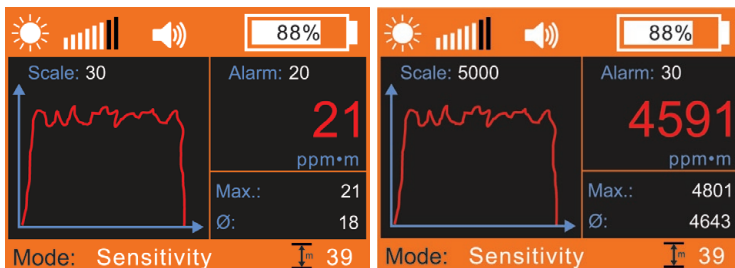 88%
Scale: 30
Alarm: 20
21
ppm•m
Max.: 21
Ø: 18
Mode: Sensitivity
m 39
88%
Scale: 5000
Alarm: 30
4591
ppm•m
Max.: 4801
Ø: 4643
Mode: Sensitivity
m 39